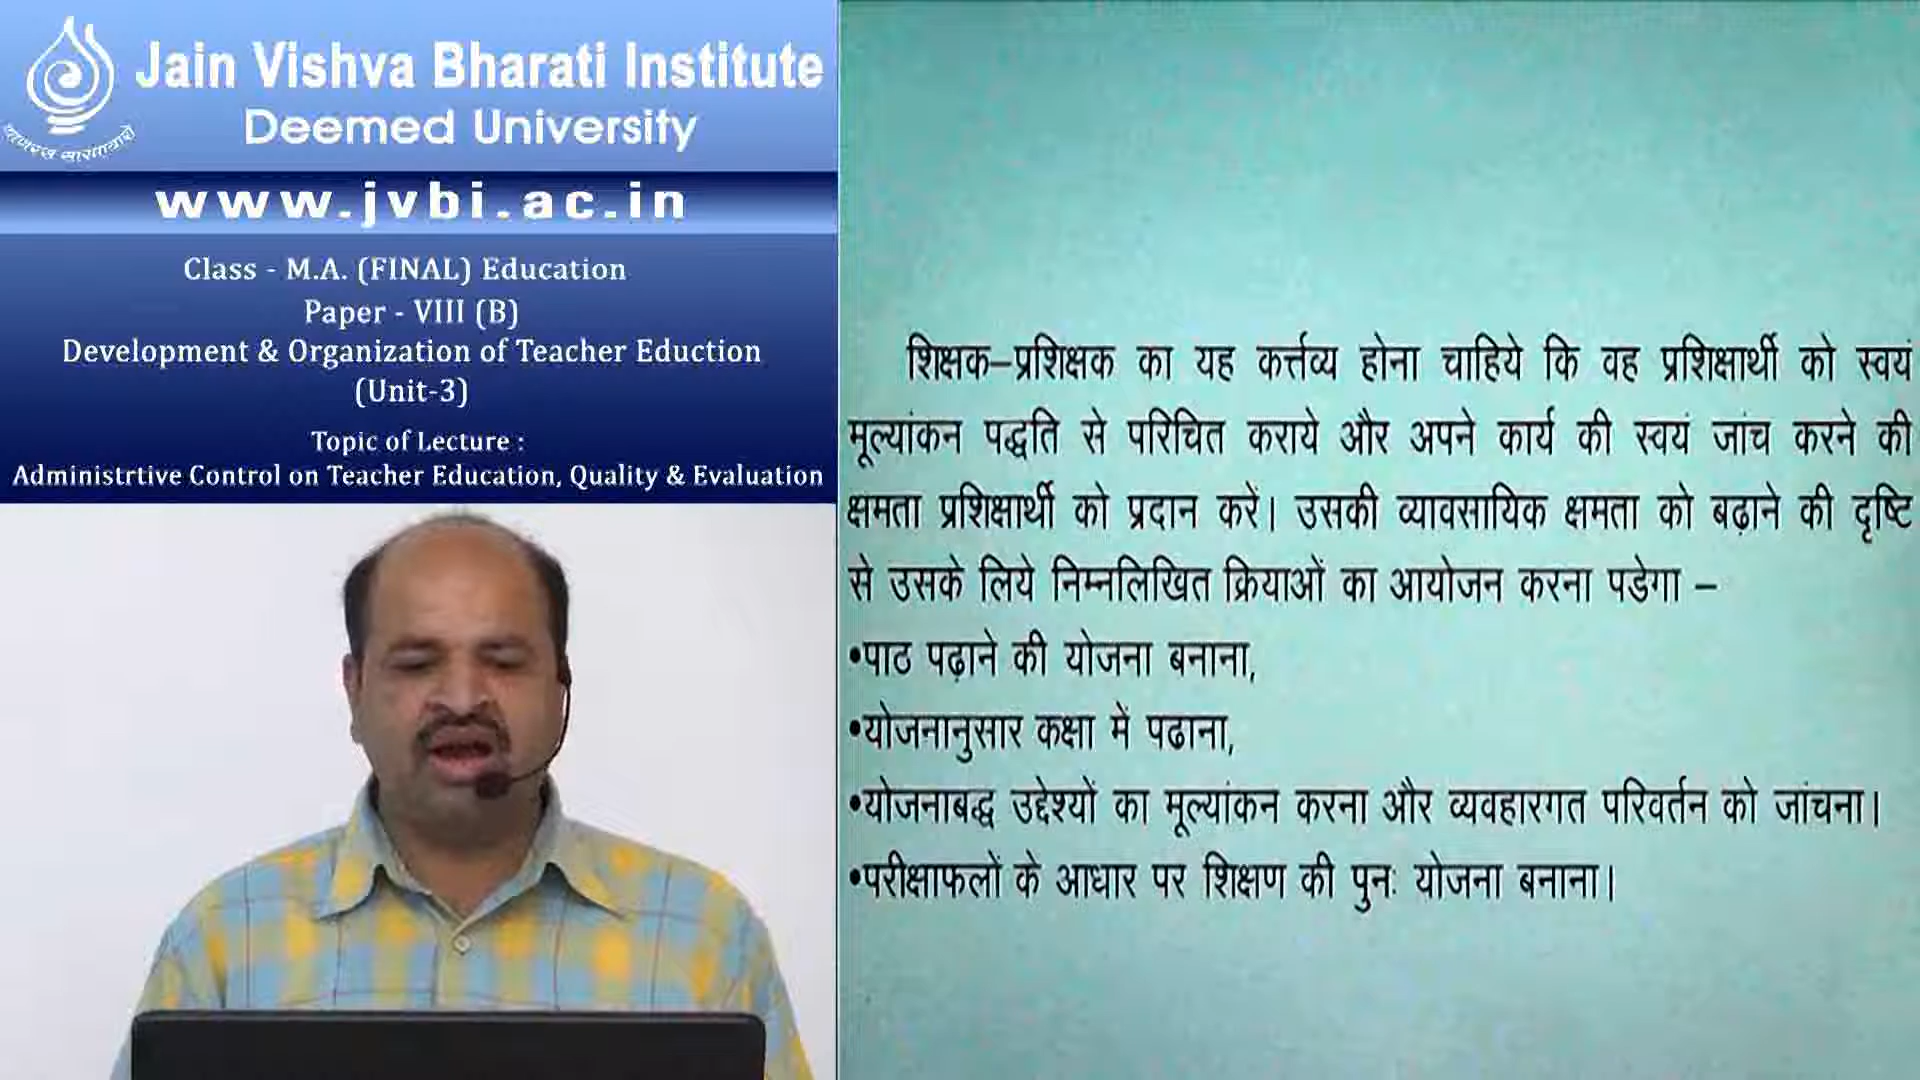 Jain Vishva Bharati Institute
Deemed University
www.jvbi.ac.in
Class - M.A. (FINAL) Education
Paper - VIII (B)
Development & Organization of Teacher Eduction
(Unit-3)
Topic of Lecture :
Administrtive Control on Teacher Education, Quality & Evaluation
शिक्षक–प्रशिक्षक का यह कर्त्तव्य होना चाहिये कि वह प्रशिक्षार्थी को स्वयं
मूल्यांकन पद्धति से परिचित कराये और अपने कार्य की स्वयं जांच करने की
क्षमता प्रशिक्षार्थी को प्रदान करें। उसकी व्यावसायिक क्षमता को बढ़ाने की दृष्टि
से उसके लिये निम्नलिखित क्रियाओं का आयोजन करना पडेगा –
•पाठ पढ़ाने की योजना बनाना,
•योजनानुसार कक्षा में पढाना,
•योजनाबद्ध उद्देश्यों का मूल्यांकन करना और व्यवहारगत परिवर्तन को जांचना।
•परीक्षाफलों के आधार पर शिक्षण की पुनः योजना बनाना।